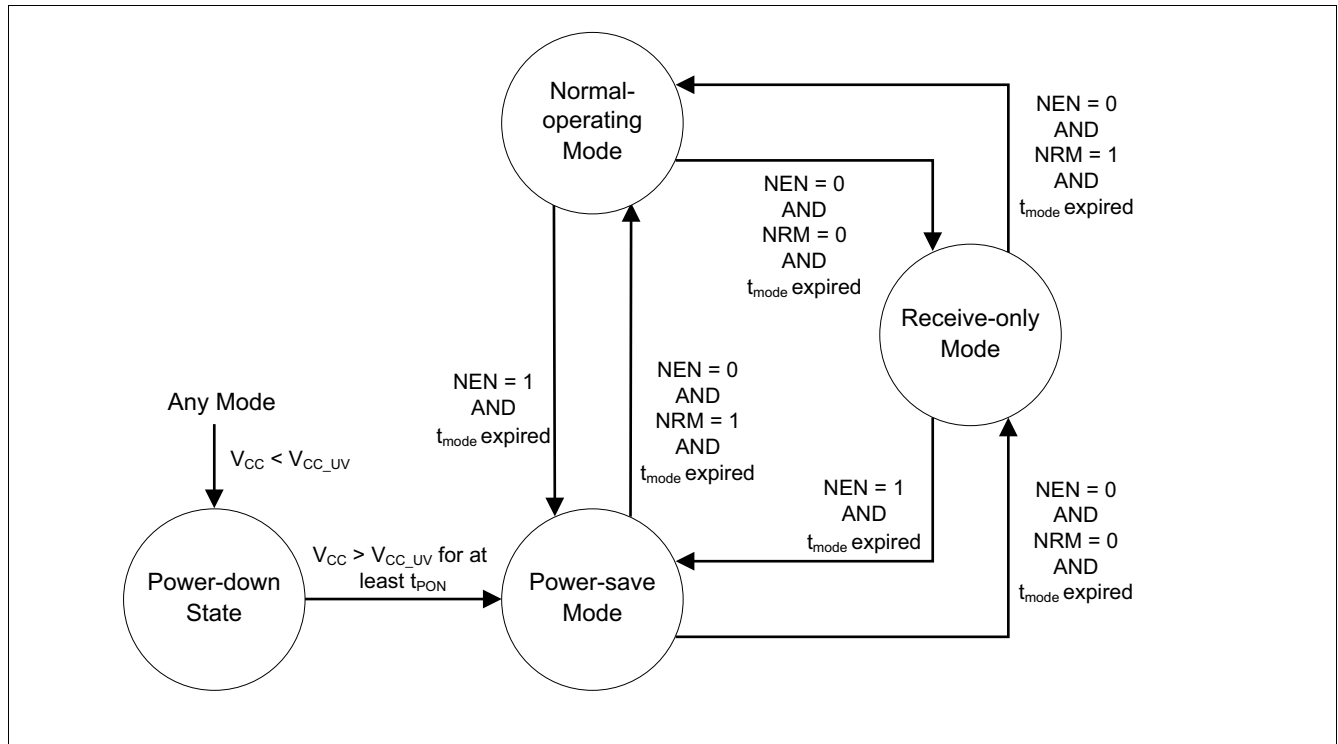 Normal-
operating
Mode
NEN = 0
AND
NRM = 1
AND
tmode expired
NEN = 0
AND
NRM = 0
AND
tmode expired
Receive-only
Mode
NEN = 1
AND
tmode expired
NEN = 0
AND
NRM = 1
AND
tmode expired
Any Mode
VCC < VCC_UV
NEN = 1
AND
tmode expired
NEN = 0
AND
NRM = 0
AND
tmode expired
Power-down
State
VCC > VCC_UV for at
least tPON
Power-save
Mode